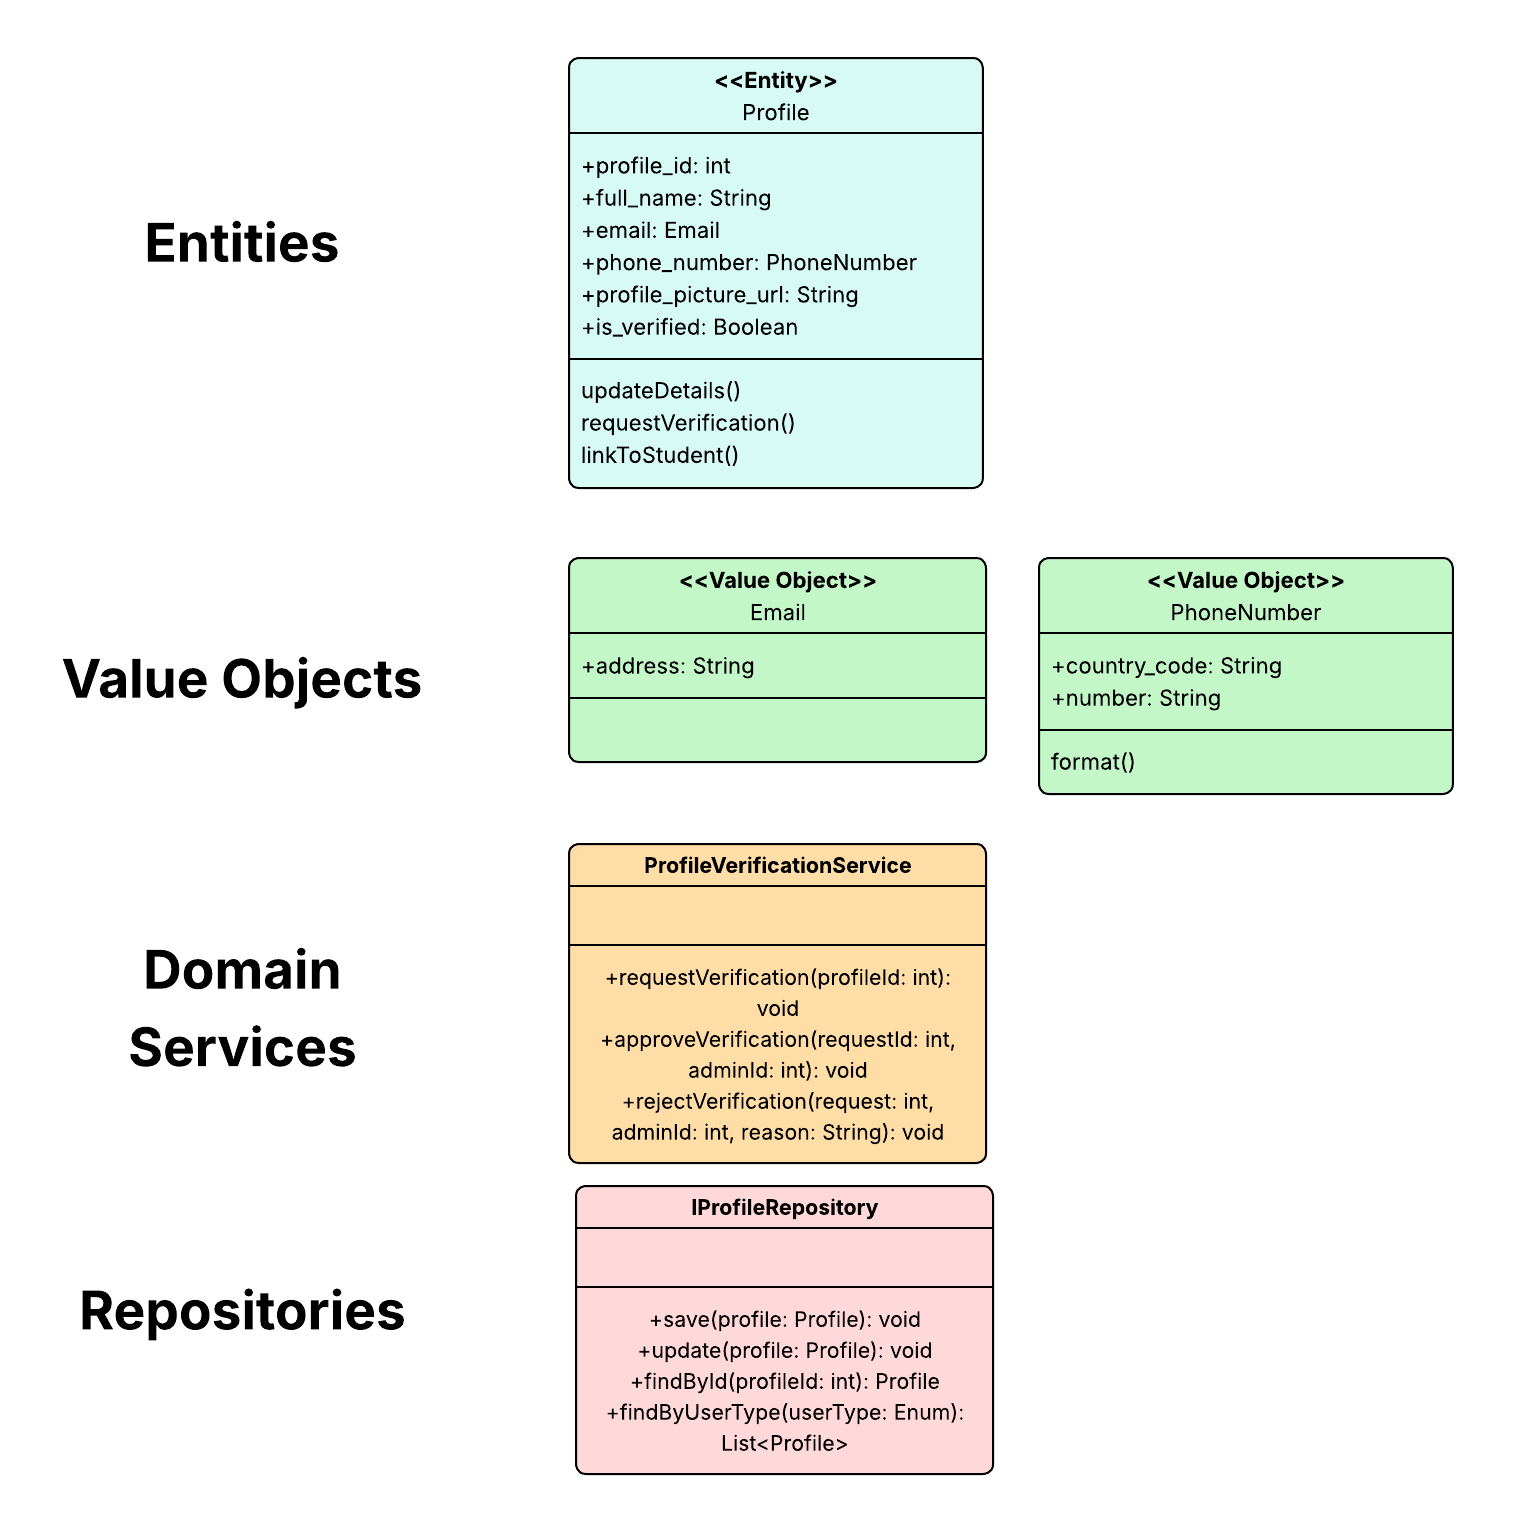 Entities
<<Entity>>
Profile
+profile_id: int
+full_name: String
+email: Email
+phone_number: PhoneNumber
+profile_picture_url: String
+is_verified: Boolean
updateDetails()
requestVerification()
linkToStudent()
Value Objects
<<Value Object>>
Email
+address: String
<<Value Object>>
PhoneNumber
+country_code: String
+number: String
format()
Domain
Services
ProfileVerificationService
+requestVerification(profileId: int):
void
+approveVerification(requestId: int,
adminId: int): void
+rejectVerification(request: int,
adminId: int, reason: String): void
Repositories
IProfileRepository
+save(profile: Profile): void
+update(profile: Profile): void
+findById(profileId: int): Profile
+findByUserType(userType: Enum):
List<Profile>